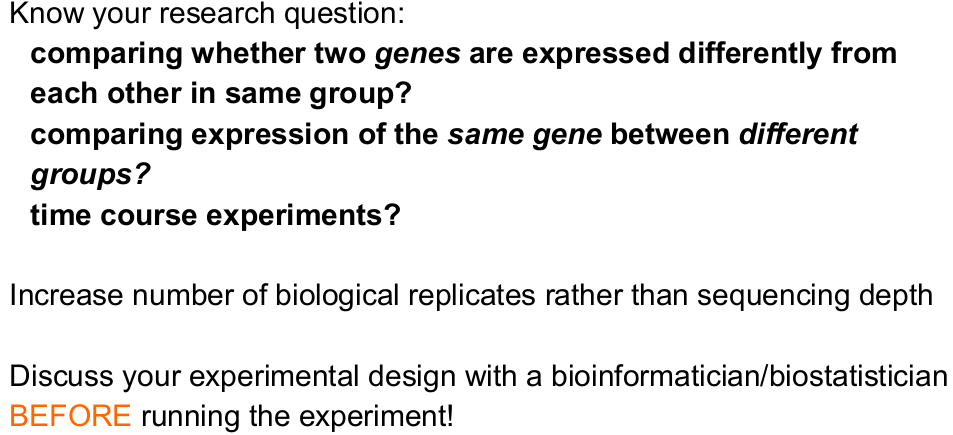 Know your research question:
comparing whether two genes are expressed differently from
each other in same group?
comparing expression of the same gene between different
groups?
time course experiments?
Increase number of biological replicates rather than sequencing depth
Discuss your experimental design with a bioinformatician/biostatistician
BEFORE running the experiment!